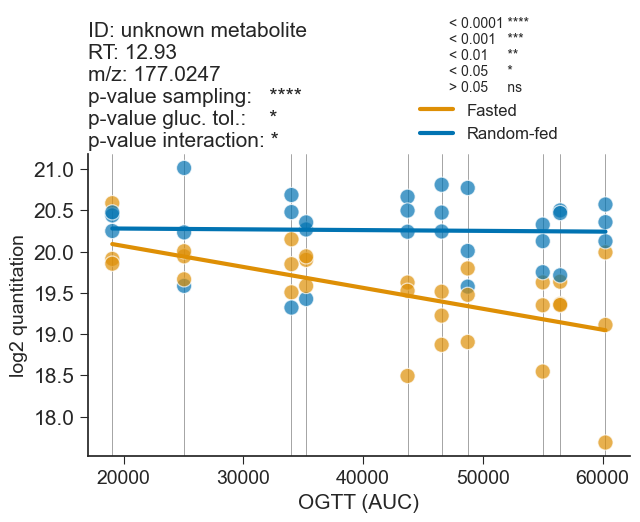 ID: unknown metabolite
RT: 12.93
m/z: 177.0247
p-value sampling: ****
p-value gluc. tol.: *
p-value interaction: *
< 0.0001 ****
< 0.001 ***
< 0.01 **
< 0.05 *
> 0.05 ns
Fasted
Random-fed
21.0
20.5
20.0
19.5
19.0
18.5
18.0
log2 quantitation
20000 30000 40000 50000 60000
OGTT (AUC)